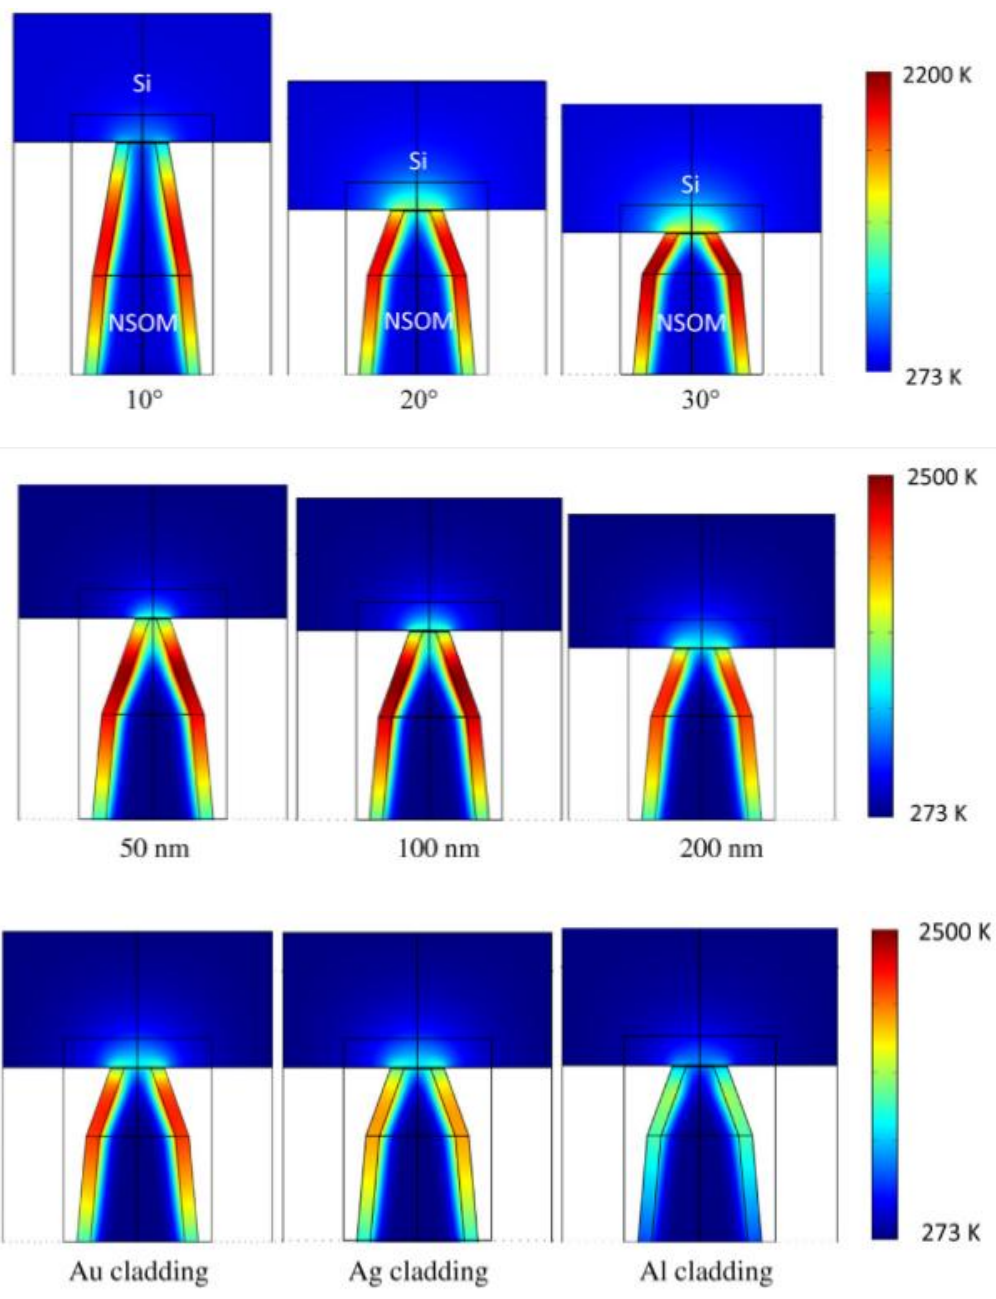 Si
Si
Si
2200 K
NSOM
NSOM
NSOM
273 K
10°
20°
30°
2500 K
273 K
50 nm
100 nm
200 nm
2500 K
273 K
Au cladding
Ag cladding
Al cladding